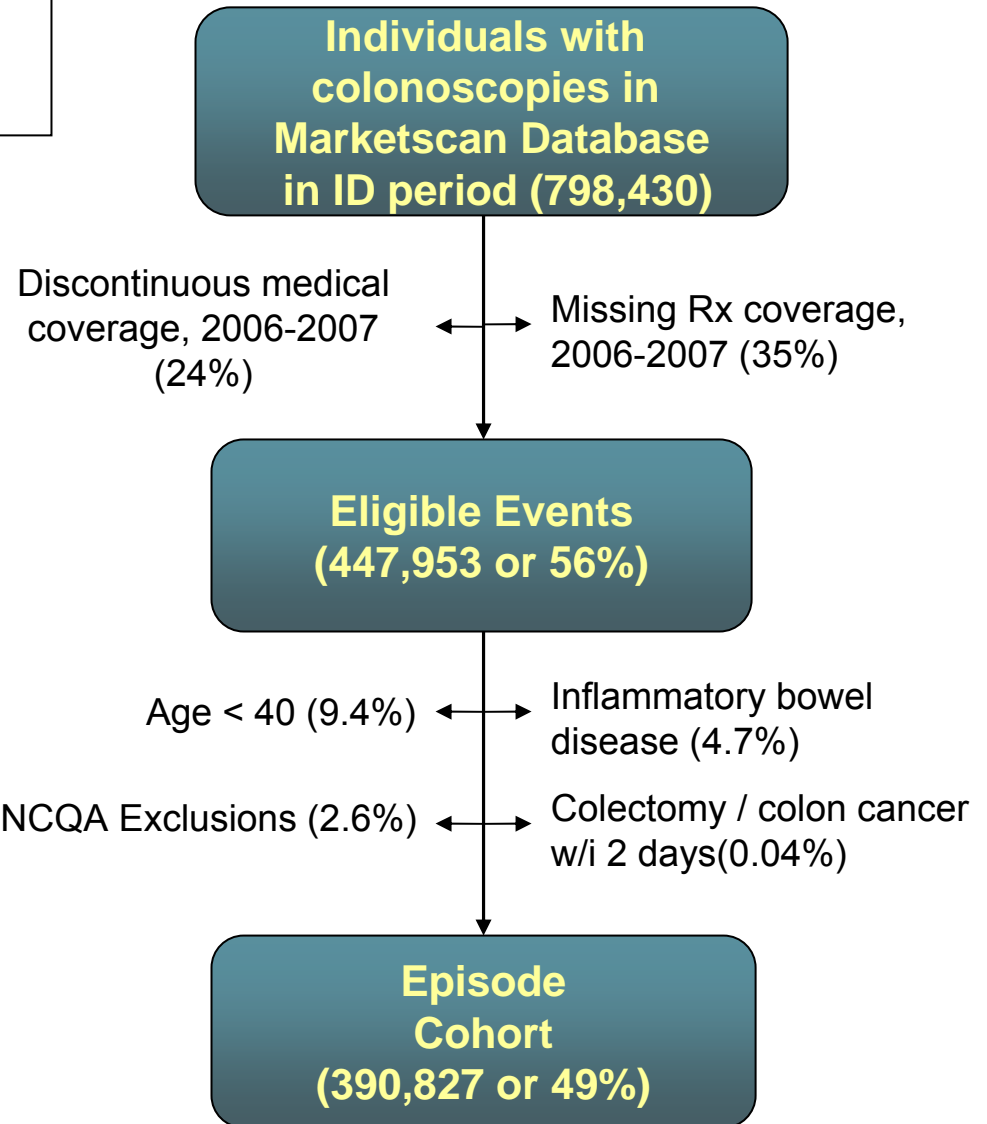 Individuals with
colonoscopies in
Marketscan Database
in ID period (798,430)
Discontinuous medical
coverage, 2006-2007
(24%)
Missing Rx coverage,
2006-2007 (35%)
Eligible Events
(447,953 or 56%)
Age < 40 (9.4%)
Inflammatory bowel
disease (4.7%)
NCQA Exclusions (2.6%)
Colectomy / colon cancer
w/i 2 days(0.04%)
Episode
Cohort
(390,827 or 49%)